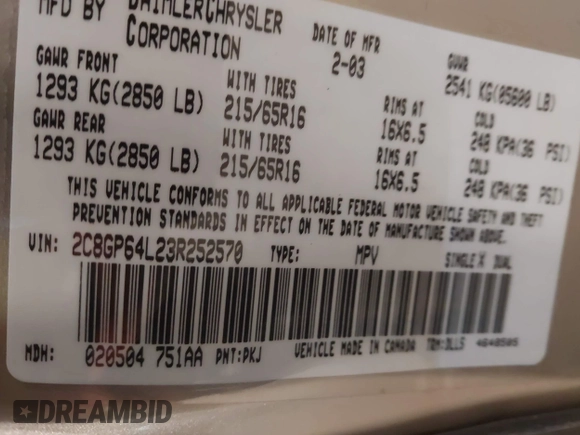 MFD BY DAIMLERCHRYSLER CORPORATION DATE OF MFR 2-03 GVWR 2541 KG(05600 LB)
GAWR FRONT 1293 KG(2850 LB) WITH TIRES 215/65R16 RIMS AT 16X6.5 COLD 248 KPA(36 PSI)
GAWR REAR 1293 KG(2850 LB) WITH TIRES 215/65R16 RIMS AT 16X6.5 COLD 248 KPA(36 PSI)
THIS VEHICLE CONFORMS TO ALL APPLICABLE FEDERAL MOTOR VEHICLE SAFETY AND THEFT
PREVENTION STANDARDS IN EFFECT ON THE DATE OF MANUFACTURE SHOWN ABOVE.
VIN: 2C8GP64L23R252570 TYPE: MPV SINGLE X DUAL
MDH: 020504 751AA PNT:PKJ VEHICLE MADE IN CANADA TRM:DLL5 4648505
DREAMBID